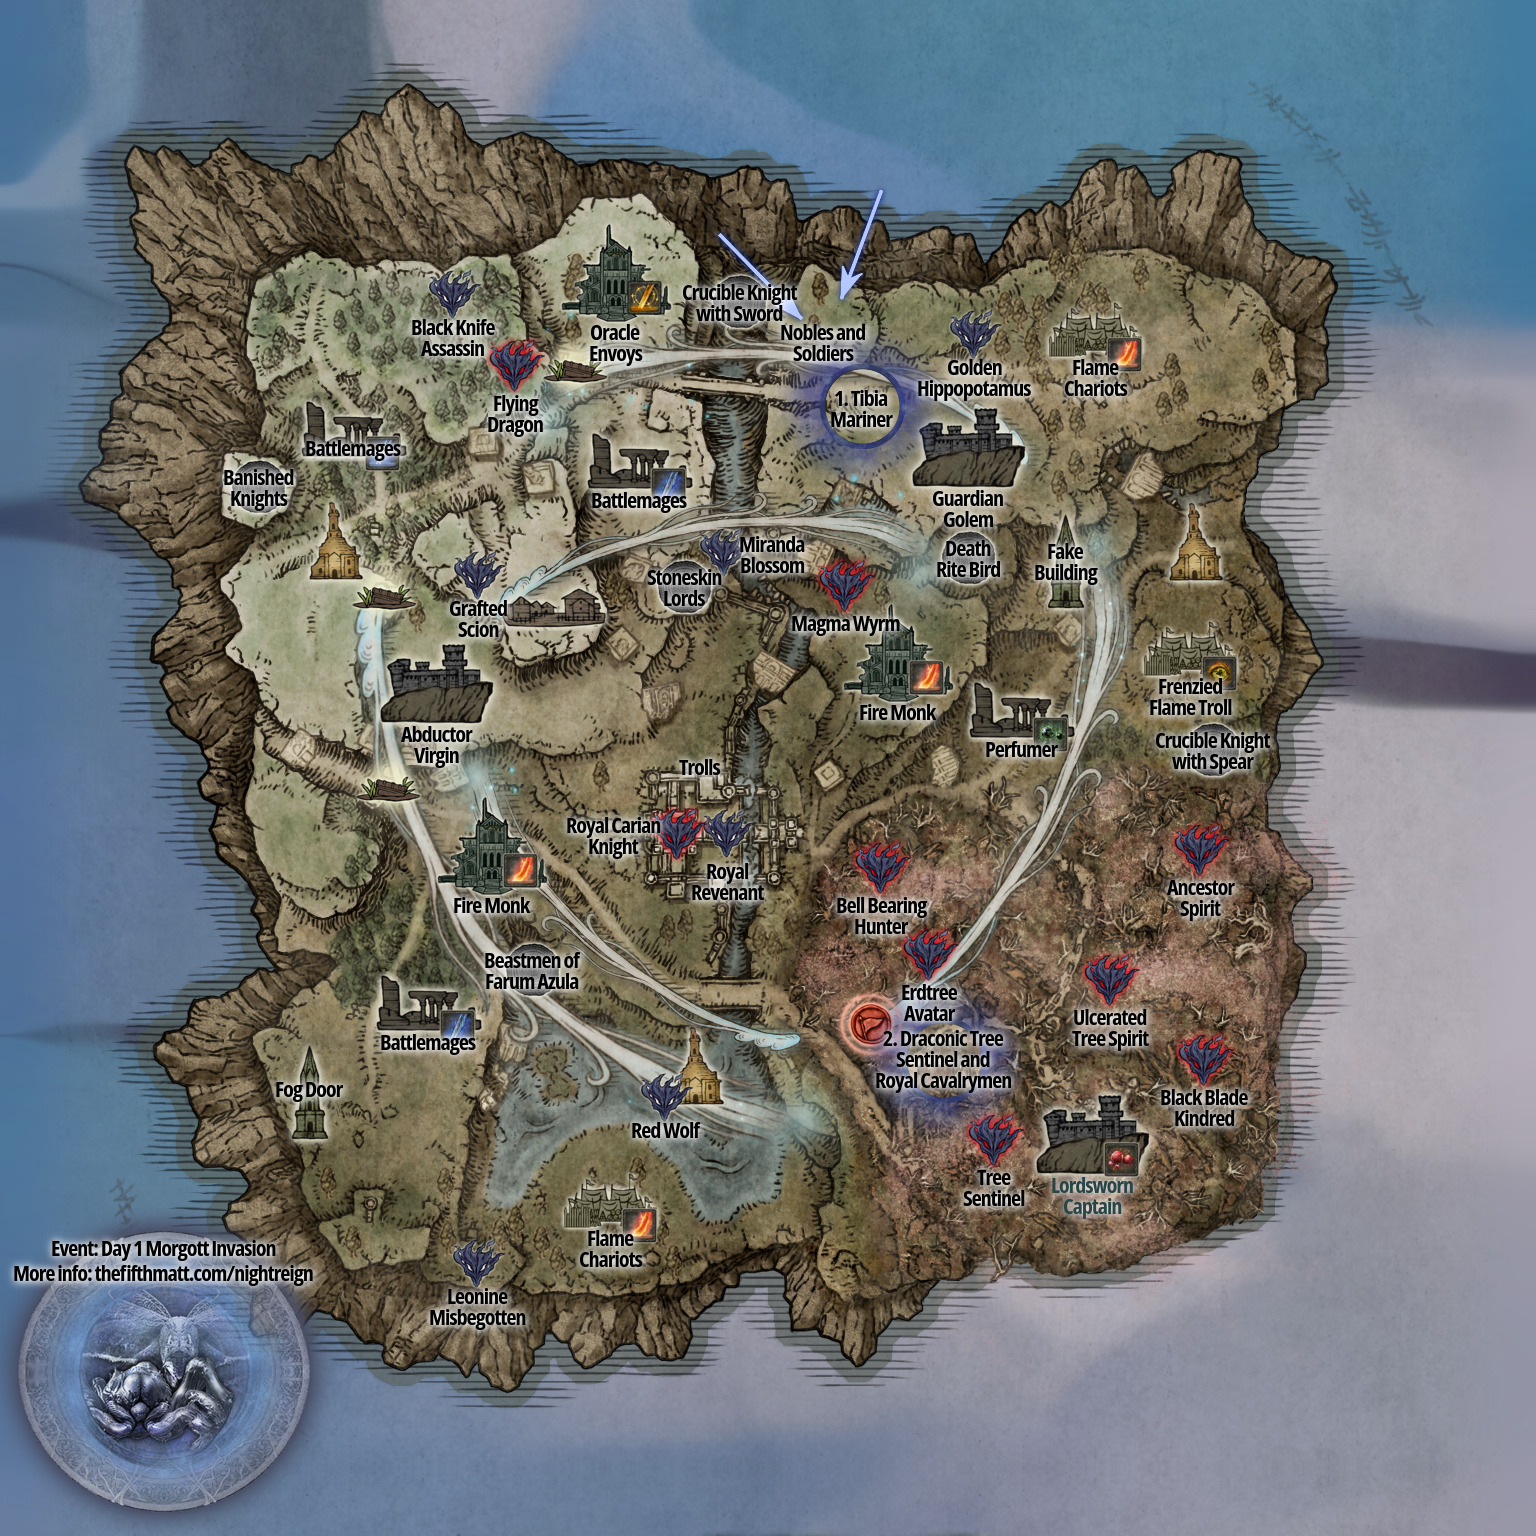 Crucible Knight
with Sword
Black Knife
Assassin
Oracle
Envoys
Nobles and
Soldiers
Golden
Hippopotamus
Flame
Chariots
Flying
Dragon
1. Tibia
Mariner
Battlemages
Banished
Knights
Battlemages
Guardian
Golem
Miranda
Blossom
Death
Rite Bird
Fake
Building
Stoneskin
Lords
Grafted
Scion
Magma Wyrm
Frenzied
Flame Troll
Fire Monk
Abductor
Virgin
Perfumer
Crucible Knight
with Spear
Trolls
Royal Carian
Knight
Royal
Revenant
Fire Monk
Bell Bearing
Hunter
Ancestor
Spirit
Beastmen of
Farum Azula
Erdtree
Avatar
Ulcerated
Tree Spirit
Battlemages
2. Draconic Tree
Sentinel and
Royal Cavalrymen
Fog Door
Black Blade
Kindred
Red Wolf
Tree
Sentinel
Lordsworn
Captain
Flame
Chariots
Leonine
Misbegotten
Event: Day 1 Morgott Invasion
More info: thefifthmatt.com/nightreign